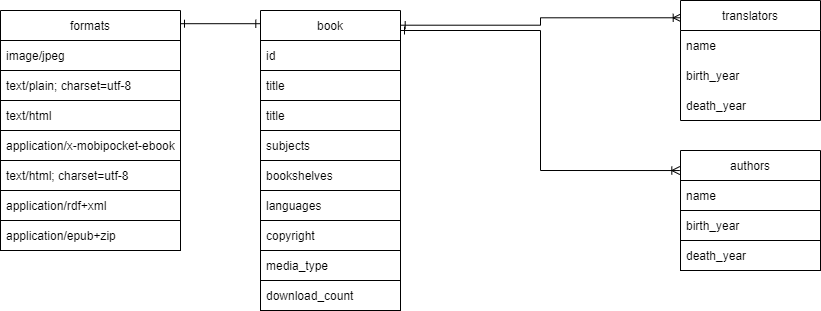 formats
image/jpeg
text/plain; charset=utf-8
text/html
application/x-mobipocket-ebook
text/html; charset=utf-8
application/rdf+xml
application/epub+zip
book
id
title
title
subjects
bookshelves
languages
copyright
media_type
download_count
translators
name
birth_year
death_year
authors
name
birth_year
death_year